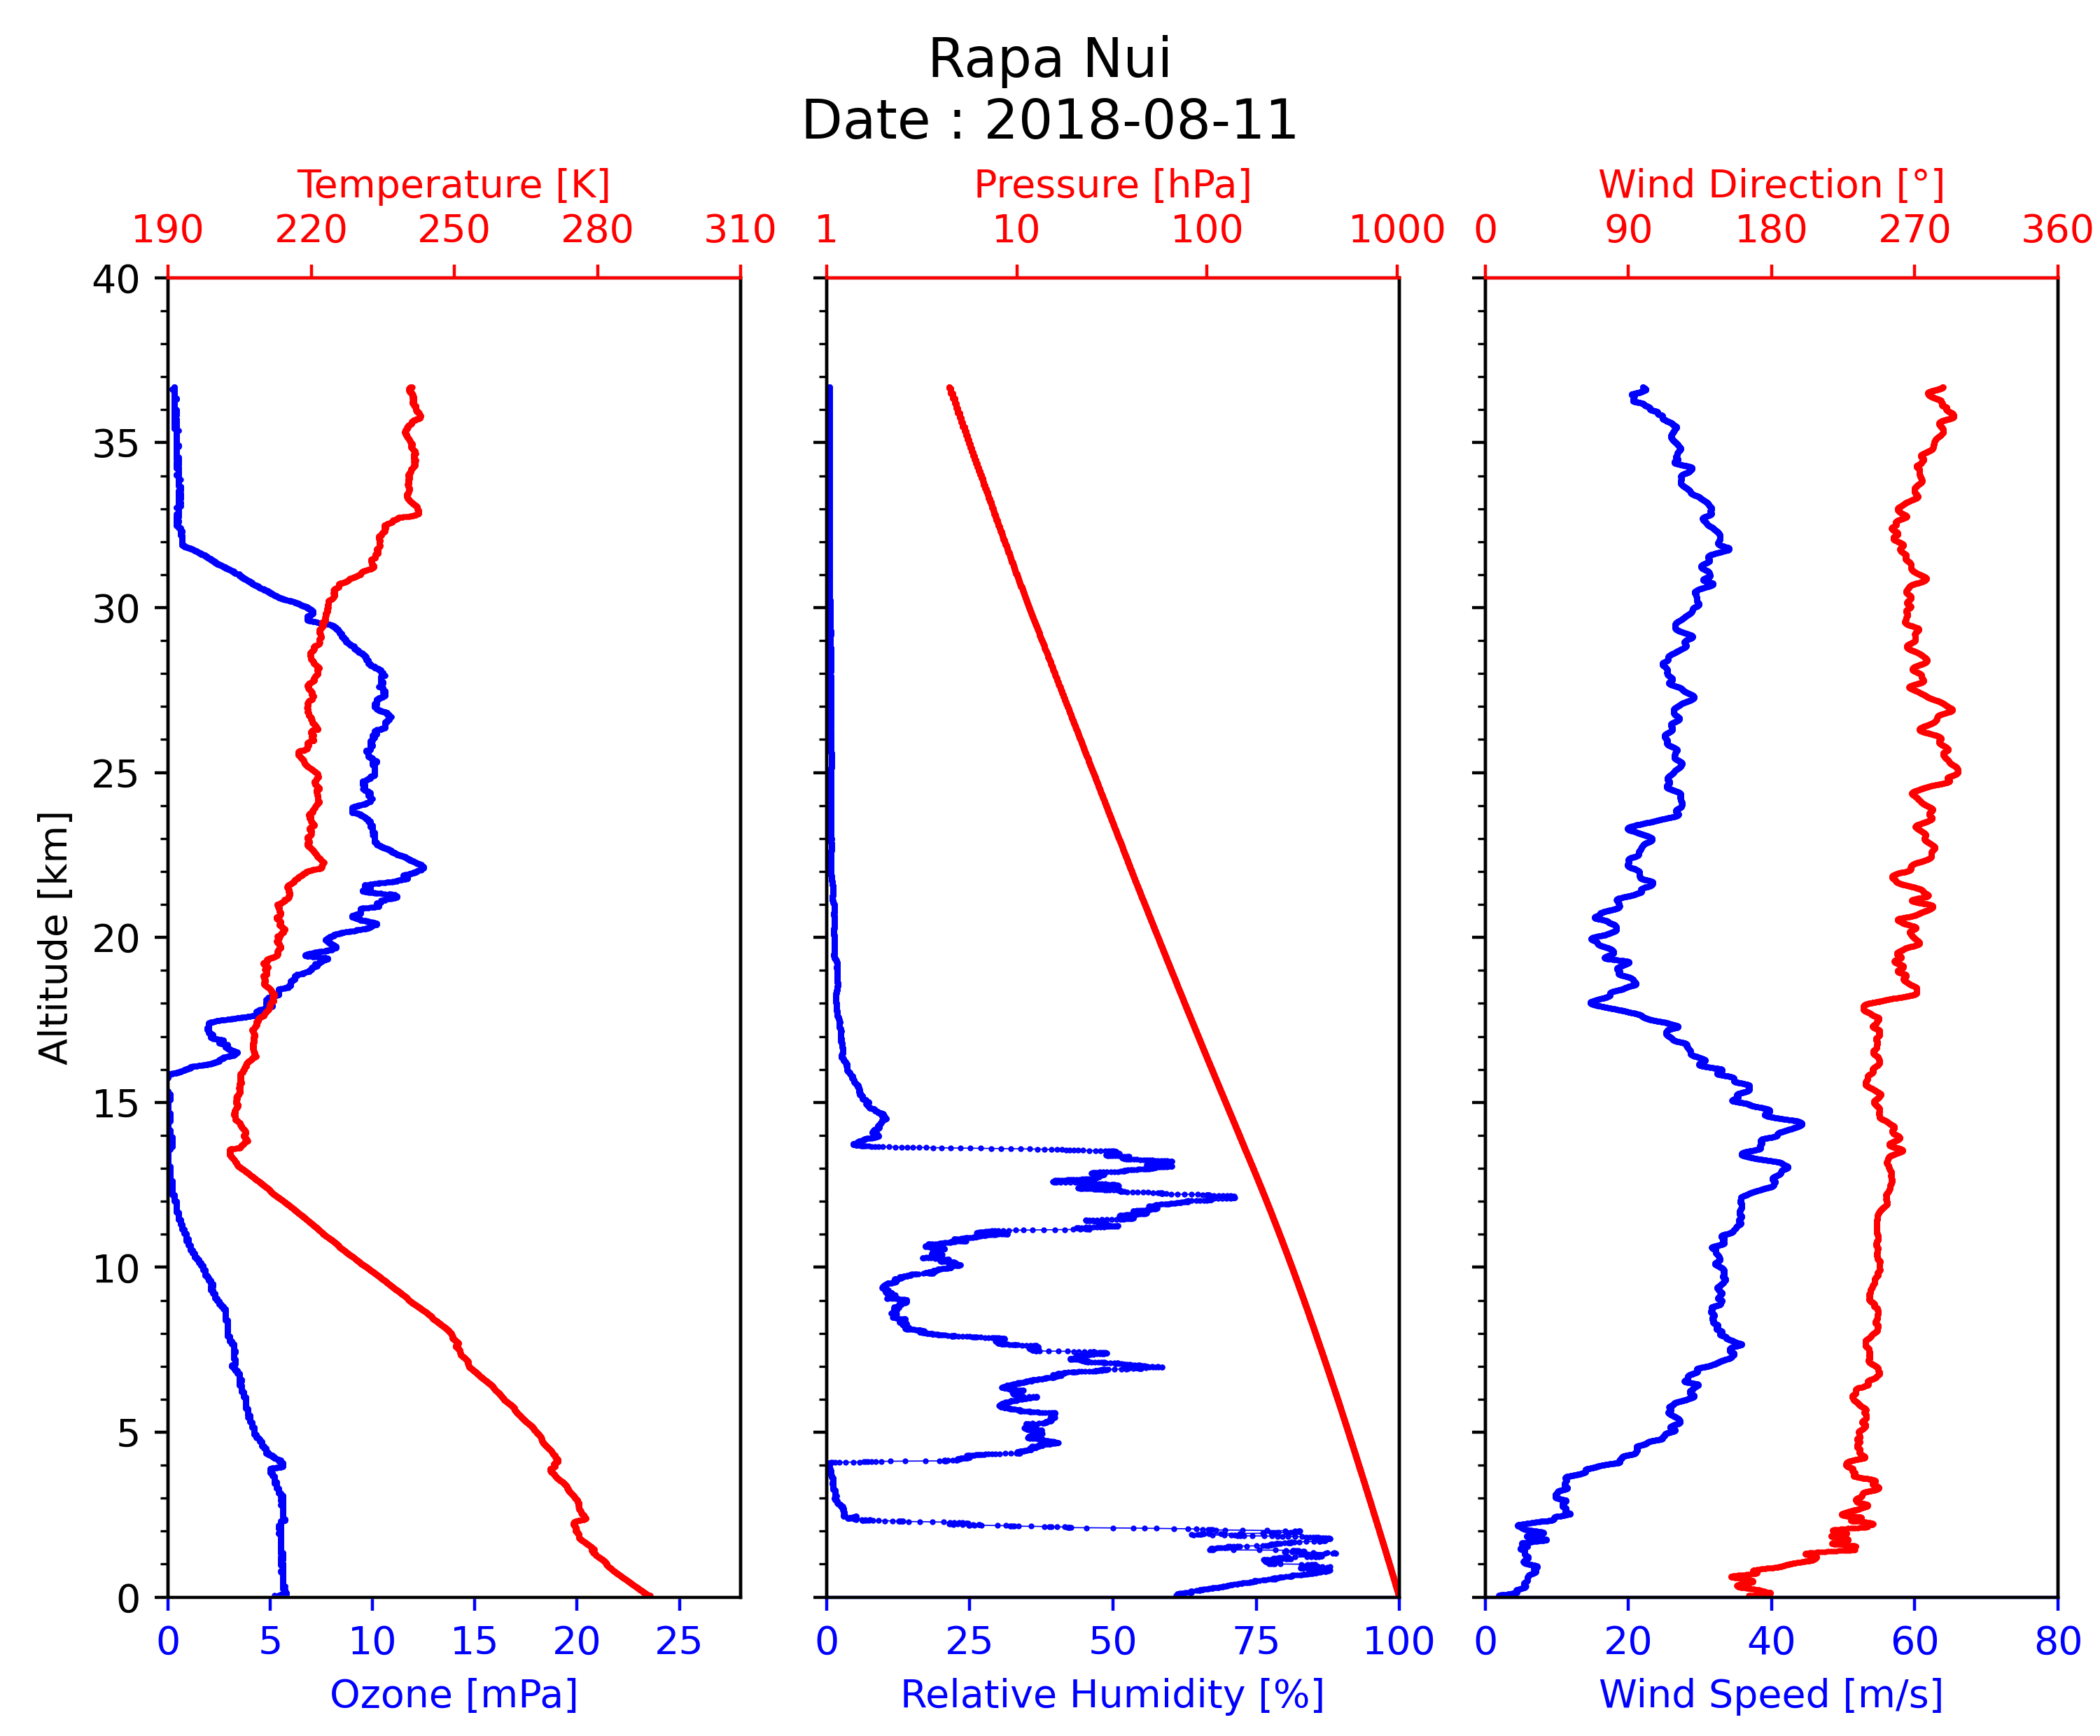 Rapa Nui
Date : 2018-08-11
Temperature [K]
190 220 250 280 310
Pressure [hPa]
1 10 100 1000
Wind Direction [°]
0 90 180 270 360
Altitude [km]
40
35
30
25
20
15
10
5
0
0 5 10 15 20 25
Ozone [mPa]
0 25 50 75 100
Relative Humidity [%]
0 20 40 60 80
Wind Speed [m/s]